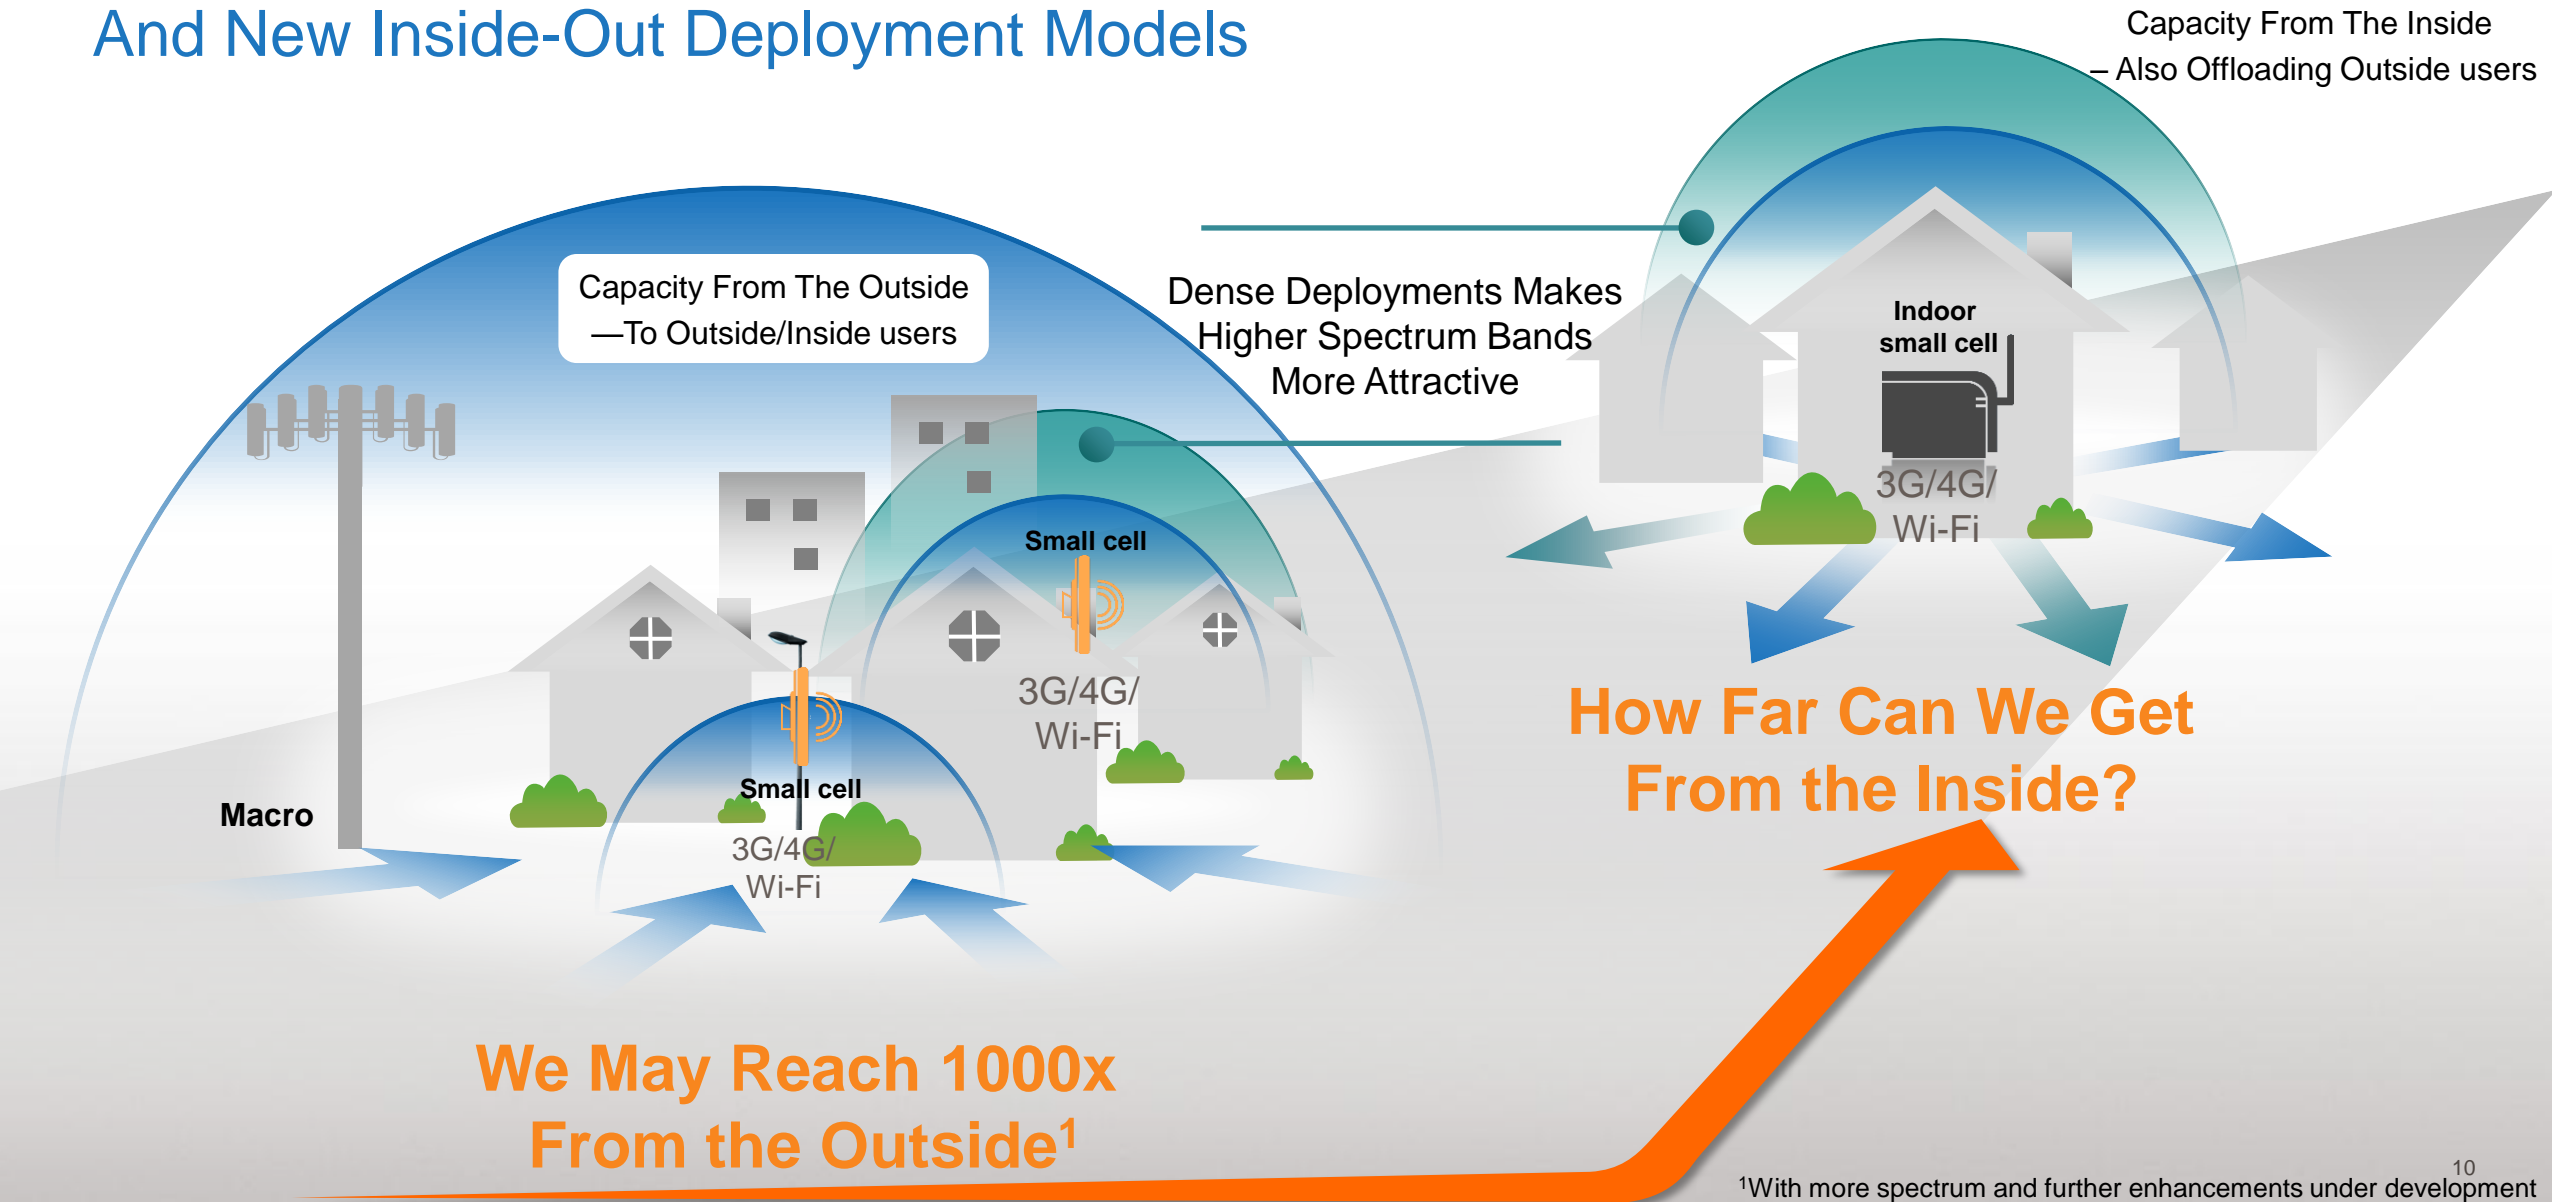 And New Inside-Out Deployment Models
Capacity From The Inside
– Also Offloading Outside users
Capacity From The Outside
—To Outside/Inside users
Dense Deployments Makes
Higher Spectrum Bands
More Attractive
Indoor
small cell
3G/4G/
Wi-Fi
Small cell
3G/4G/
Wi-Fi
Small cell
3G/4G/
Wi-Fi
Macro
How Far Can We Get
From the Inside?
We May Reach 1000x
From the Outside¹
10
¹With more spectrum and further enhancements under development